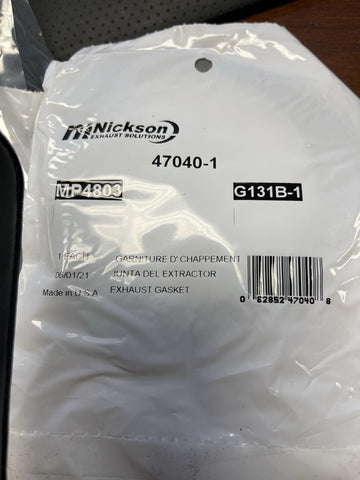 Nickson
EXHAUST SOLUTIONS
47040-1
MP4803 G131B-1
1 EACH GARNITURE D' CHAPPEMENT
06/01/21 JUNTA DEL EXTRACTOR
Made in U.S.A EXHAUST GASKET
0 62852 47040 8